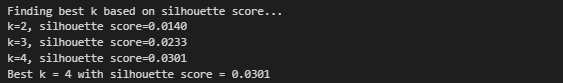 Finding best k based on silhouette score...
k=2, silhouette score=0.0140
k=3, silhouette score=0.0233
k=4, silhouette score=0.0301
Best k = 4 with silhouette score = 0.0301